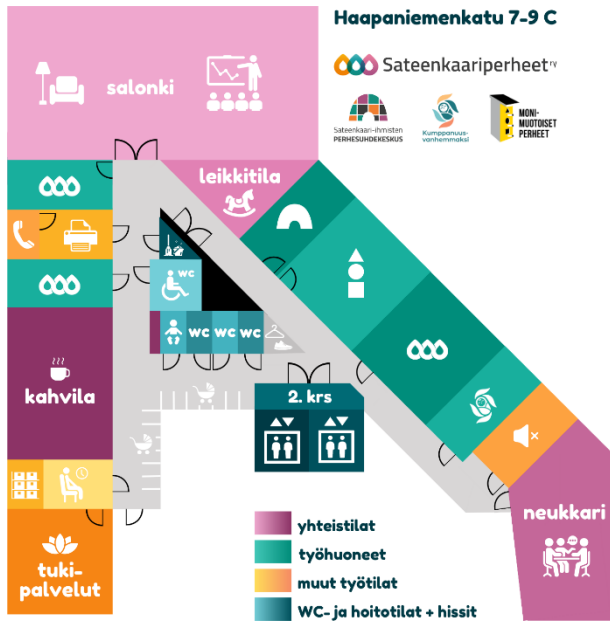 Haapaniemenkatu 7-9 C
Sateenkaariperheet ry
Sateenkaari-ihmisten
PERHESUHDEKESKUS
Kumppanuus-
vanhemmaksi
MONI-
MUOTOISET
PERHEET
salonki
leikkitila
WC
WC WC WC
kahvila
2. krs
neukkari
tuki-
palvelut
yhteistilat
työhuoneet
muut työtilat
WC- ja hoitotilat + hissit